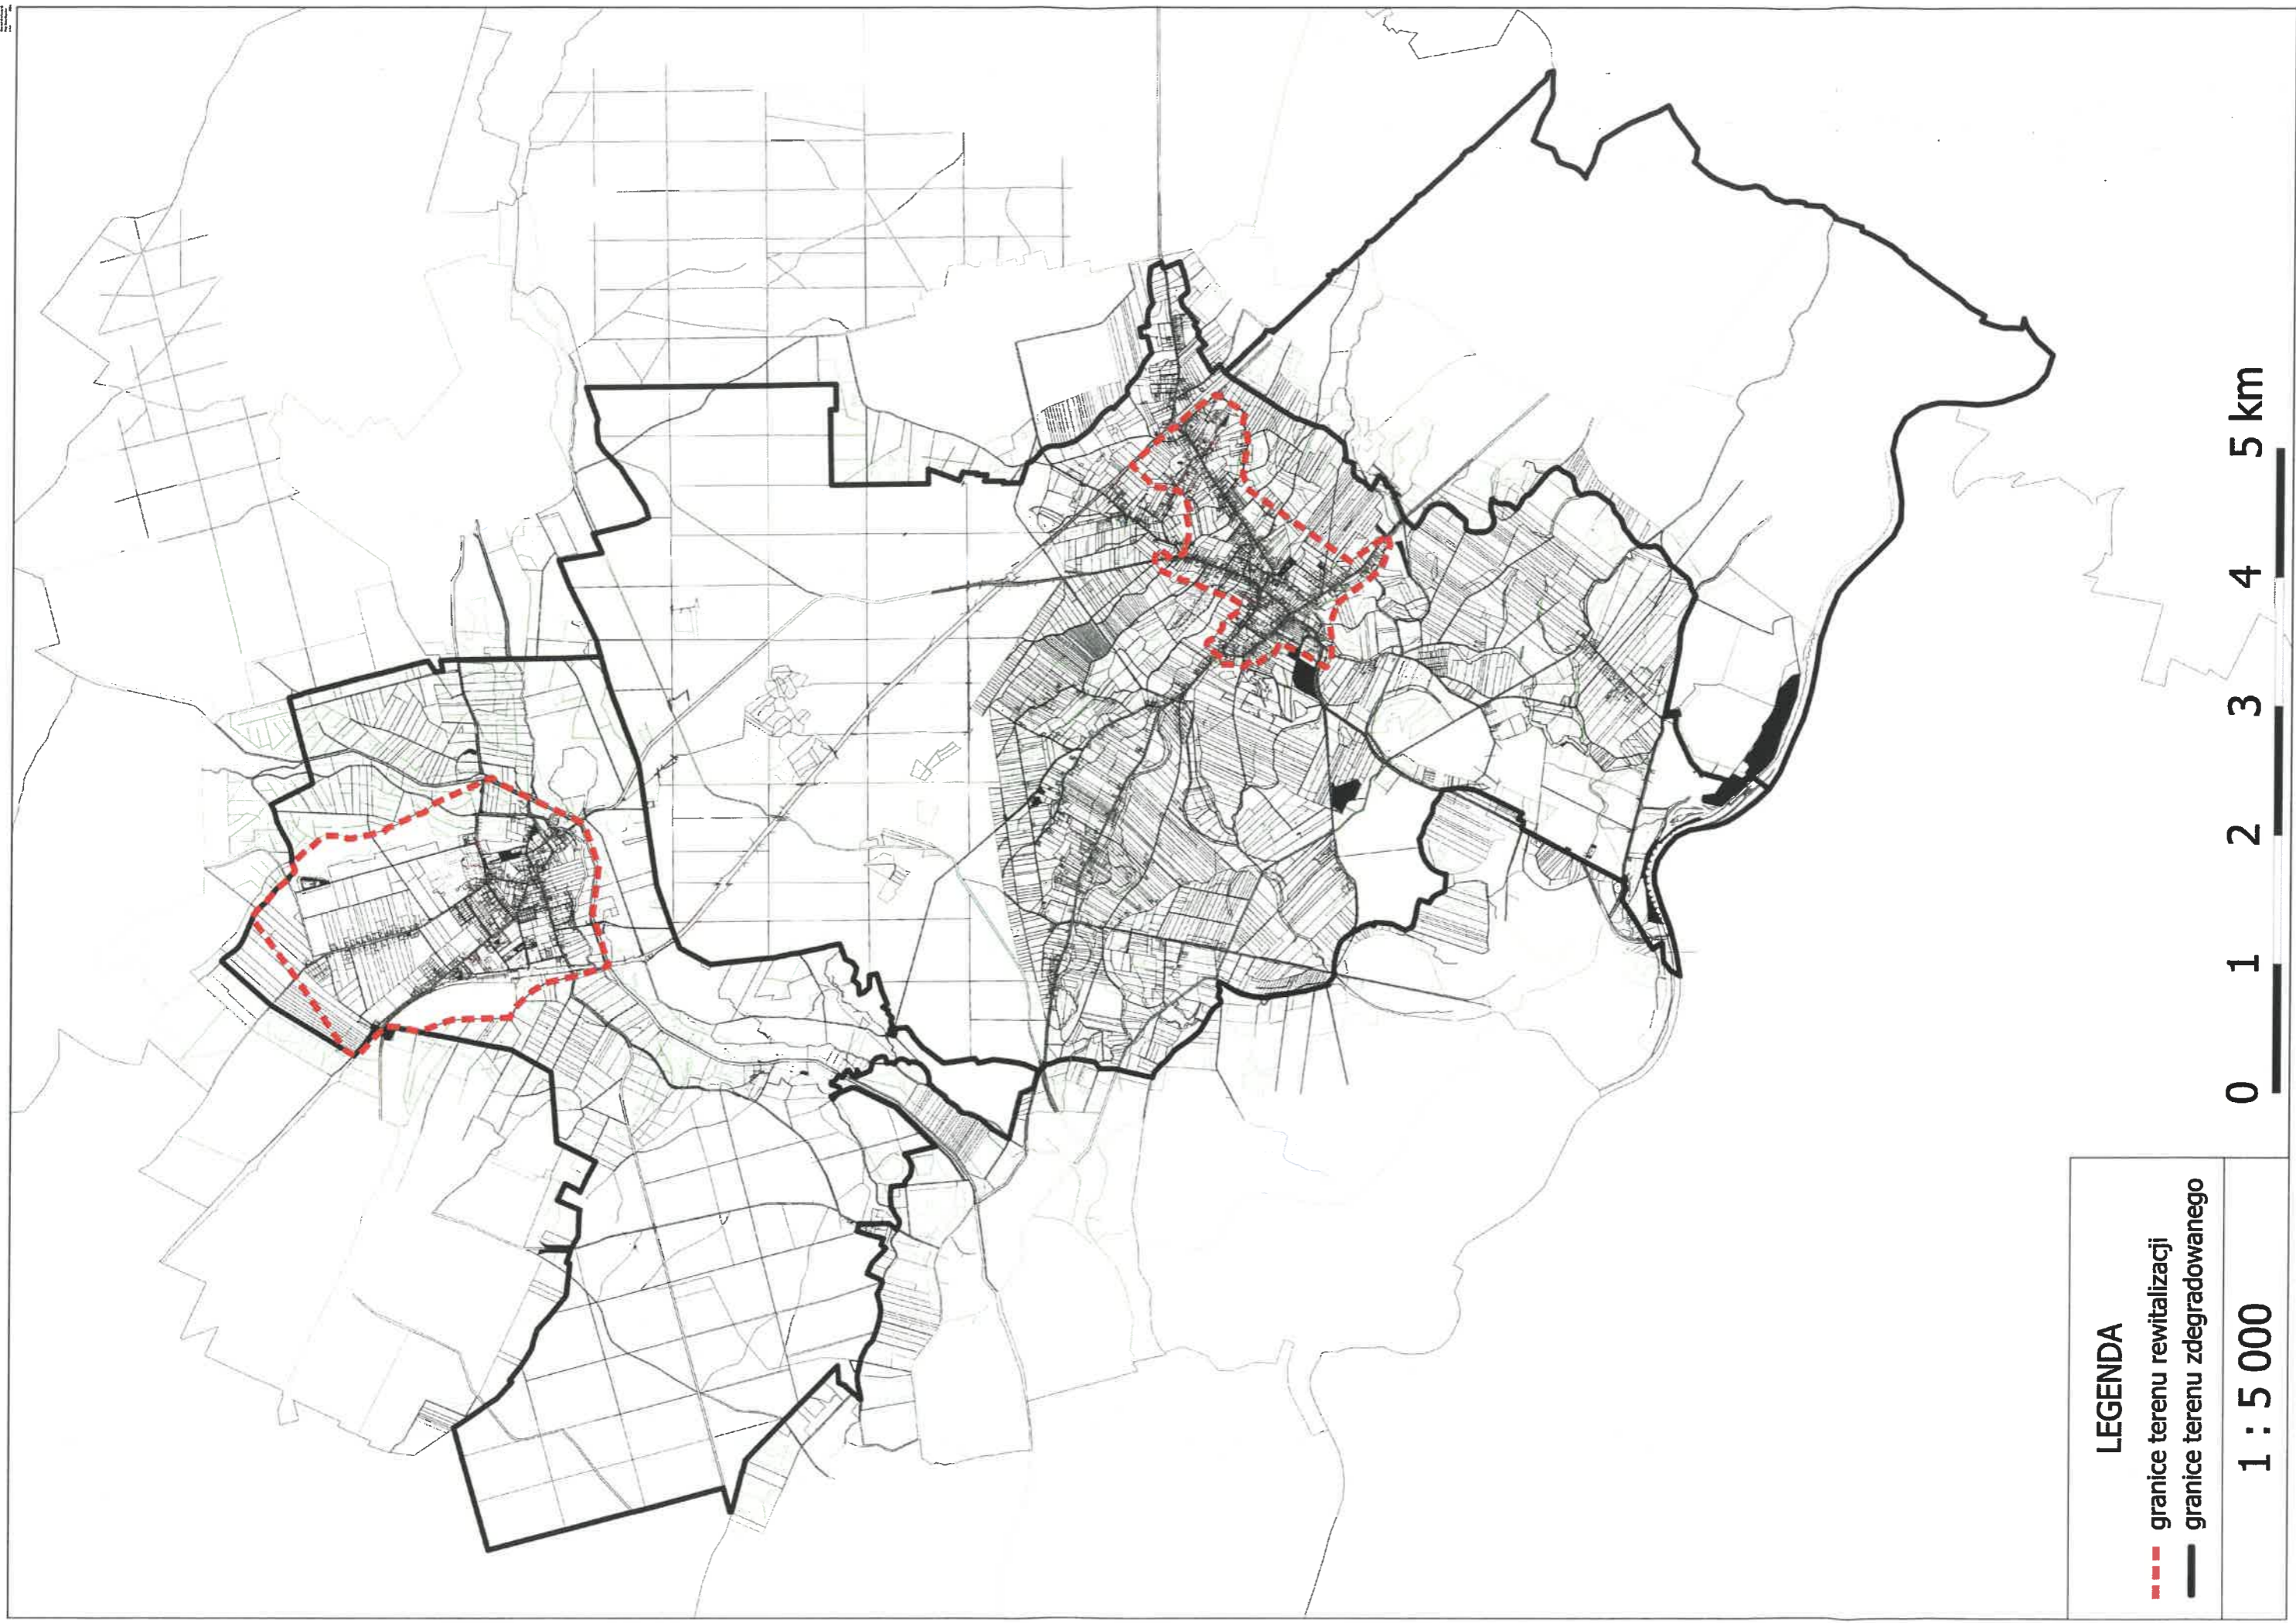 LEGENDA
granice terenu rewitalizacji
granice terenu zdegradowanego
1 : 5 000
0 1 2 3 4 5 km